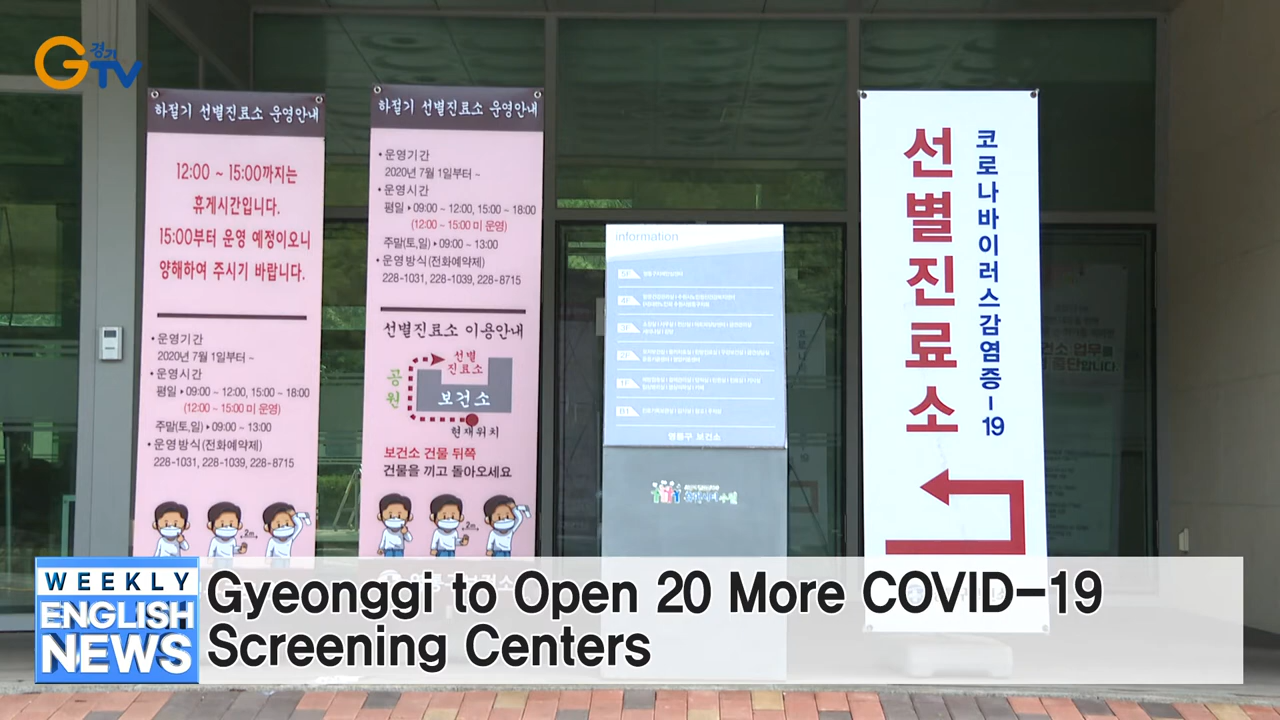 경기
GTV
하절기 선별진료소 운영안내
12:00 ~ 15:00까지는
휴게시간입니다.
15:00부터 운영 예정이오니
양해하여 주시기 바랍니다.
• 운영기간
2020년 7월 1일부터 ~
• 운영시간
평일 ▸ 09:00 ~ 12:00, 15:00 ~ 18:00
(12:00 ~ 15:00 미 운영)
주말(토,일) ▸ 09:00 ~ 13:00
• 운영방식(전화예약제)
228-1031, 228-1039, 228-8715
2m
하절기 선별진료소 운영안내
• 운영기간
2020년 7월 1일부터 ~
• 운영시간
평일 ▸ 09:00 ~ 12:00, 15:00 ~ 18:00
(12:00 ~ 15:00 미 운영)
주말(토,일) ▸ 09:00 ~ 13:00
• 운영방식(전화예약제)
228-1031, 228-1039, 228-8715
선별진료소 이용안내
선별
진료소
공원
보건소
현재위치
보건소 건물 뒤쪽
건물을 끼고 돌아오세요
2m
information
영통구 보건소
코로나바이러스감염증-19
선별진료소
WEEKLY
ENGLISH
NEWS
Gyeonggi to Open 20 More COVID-19
Screening Centers